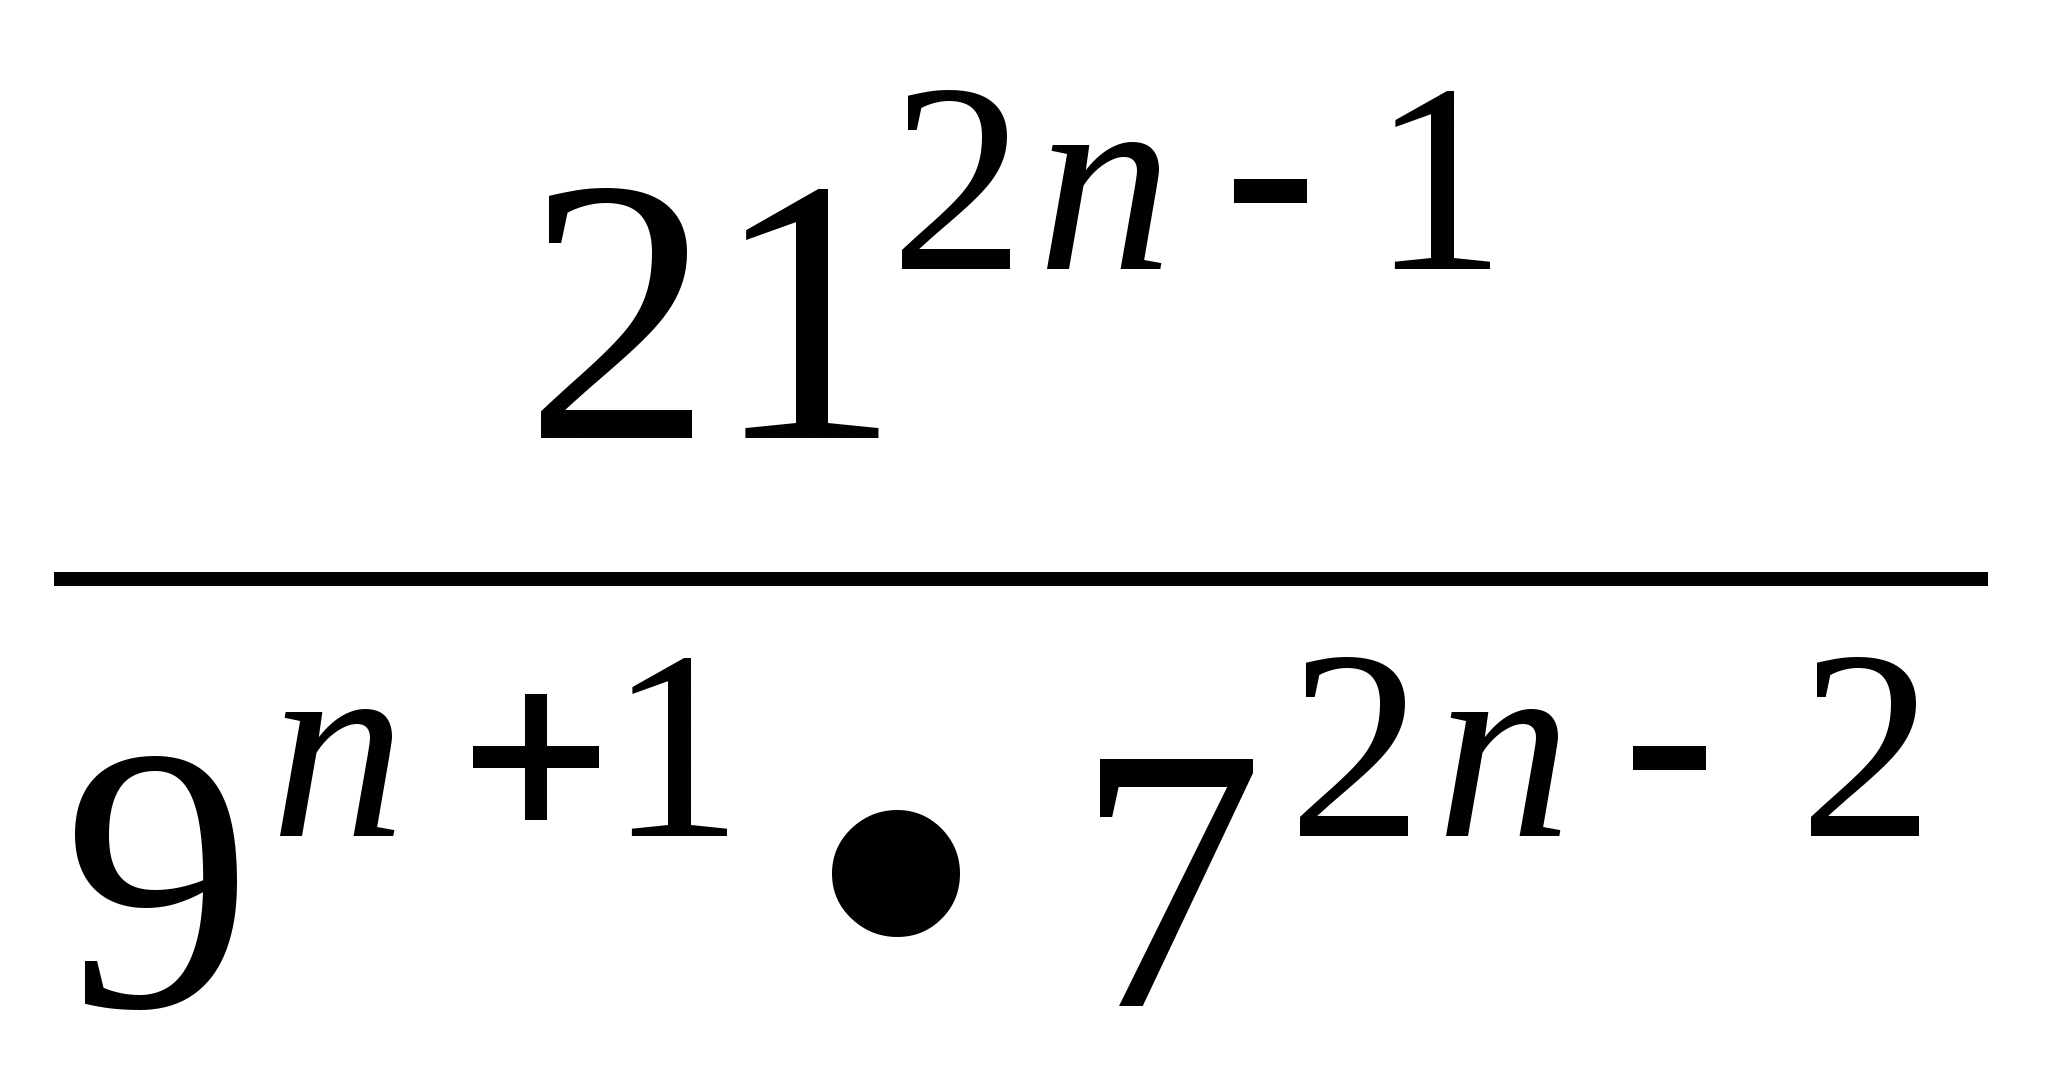 21^{2n - 1}
9^{n +1} • 7^{2n - 2}